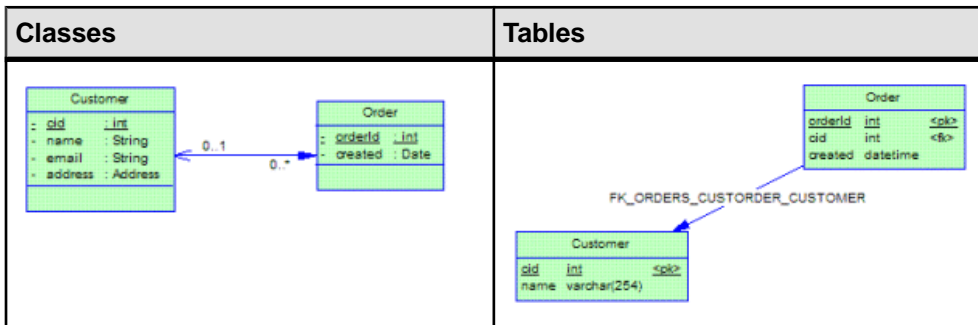 Classes
Tables
Customer
- cid : int
- name : String
- email : String
- address : Address
0..1
0..*
Order
- orderId : int
- created : Date
Order
orderId int <pk>
cid int <fk>
created datetime
FK_ORDERS_CUSTORDER_CUSTOMER
Customer
cid int <pk>
name varchar(254)